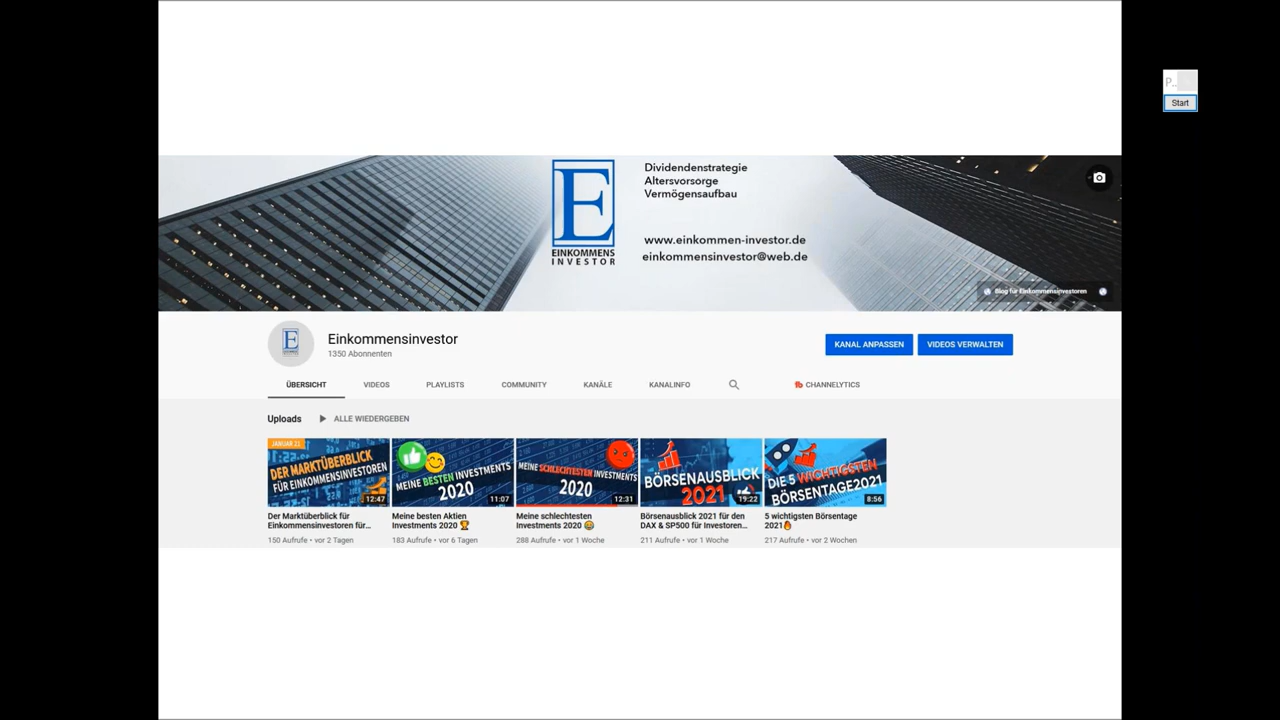 P..
Start
Dividendenstrategie
Altersvorsorge
Vermögensaufbau
E
EINKOMMENS
INVESTOR
www.einkommen-investor.de
einkommensinvestor@web.de
Blog für Einkommensinvestoren
E
Einkommensinvestor
1350 Abonnenten
KANAL ANPASSEN
VIDEOS VERWALTEN
ÜBERSICHT
VIDEOS
PLAYLISTS
COMMUNITY
KANÄLE
KANALINFO
CHANNELYTICS
Uploads
ALLE WIEDERGEBEN
JANUAR 21
DER MARKTÜBERBLICK
FÜR EINKOMMENSINVESTOREN
12:47
Der Marktüberblick für
Einkommensinvestoren für...
150 Aufrufe • vor 2 Tagen
MEINE BESTEN INVESTMENTS
2020
11:07
Meine besten Aktien
Investments 2020 🏆
183 Aufrufe • vor 6 Tagen
MEINE SCHLECHTESTEN INVESTMENTS
2020
12:31
Meine schlechtesten
Investments 2020 😂
288 Aufrufe • vor 1 Woche
BÖRSENAUSBLICK
2021
19:22
Börsenausblick 2021 für den
DAX & SP500 für Investoren...
211 Aufrufe • vor 1 Woche
DIE 5 WICHTIGSTEN
BÖRSENTAGE2021
8:56
5 wichtigsten Börsentage
2021🔥
217 Aufrufe • vor 2 Wochen